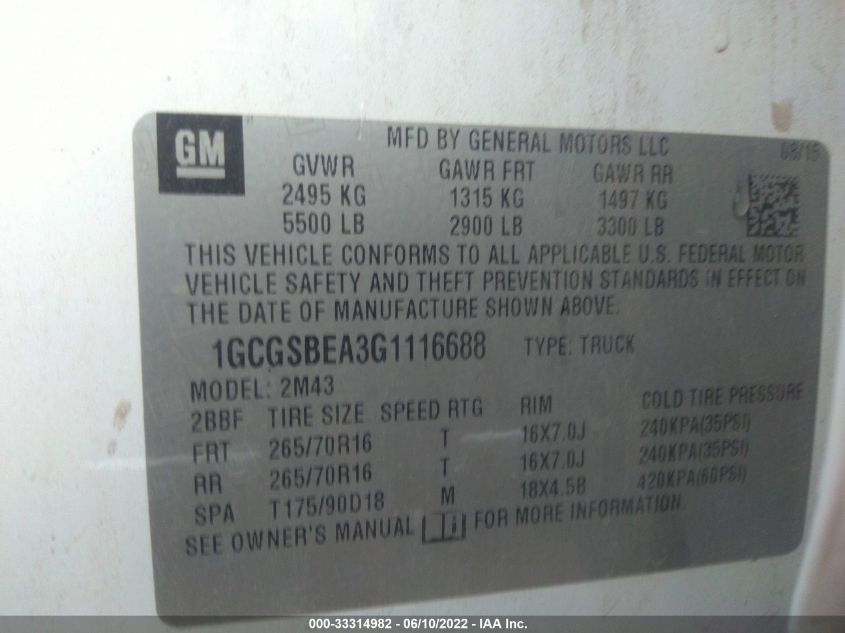 GM
MFD BY GENERAL MOTORS LLC 08/15
GVWR GAWR FRT GAWR RR
2495 KG 1315 KG 1497 KG
5500 LB 2900 LB 3300 LB
THIS VEHICLE CONFORMS TO ALL APPLICABLE U.S. FEDERAL MOTOR
VEHICLE SAFETY AND THEFT PREVENTION STANDARDS IN EFFECT ON
THE DATE OF MANUFACTURE SHOWN ABOVE.
1GCGSBEA3G1116688 TYPE: TRUCK
MODEL: 2M43
2BBF TIRE SIZE SPEED RTG RIM COLD TIRE PRESSURE
FRT 265/70R16 T 16X7.0J 240KPA(35PSI)
RR 265/70R16 T 16X7.0J 240KPA(35PSI)
SPA T175/90D18 M 18X4.5B 420KPA(60PSI)
SEE OWNER'S MANUAL FOR MORE INFORMATION.
000-33314982 - 06/10/2022 - IAA Inc.